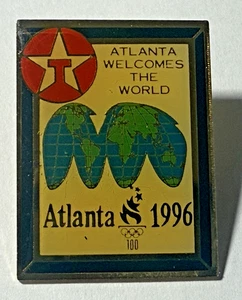 T
ATLANTA
WELCOMES
THE
WORLD
Atlanta 1996
100